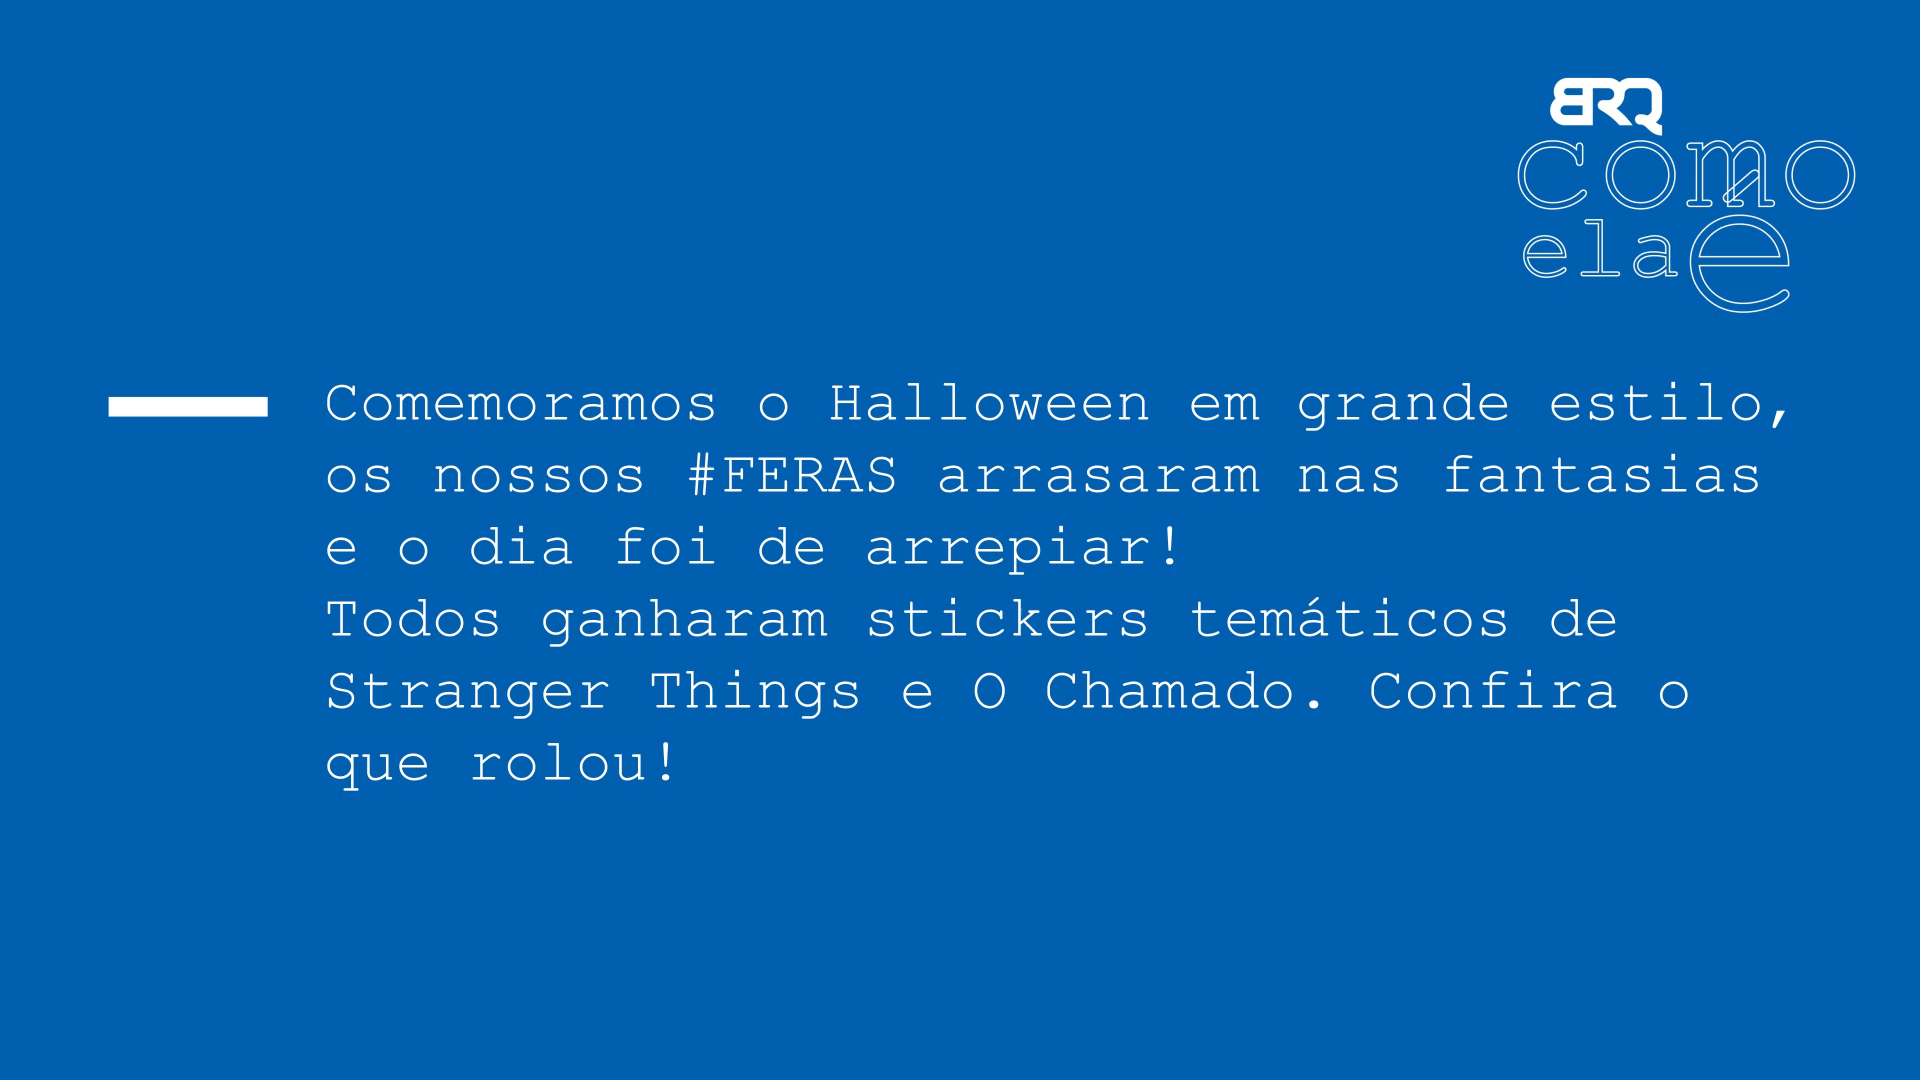 BRQ
como
ela é
Comemoramos o Halloween em grande estilo,
os nossos #FERAS arrasaram nas fantasias
e o dia foi de arrepiar!
Todos ganharam stickers temáticos de
Stranger Things e O Chamado. Confira o
que rolou!